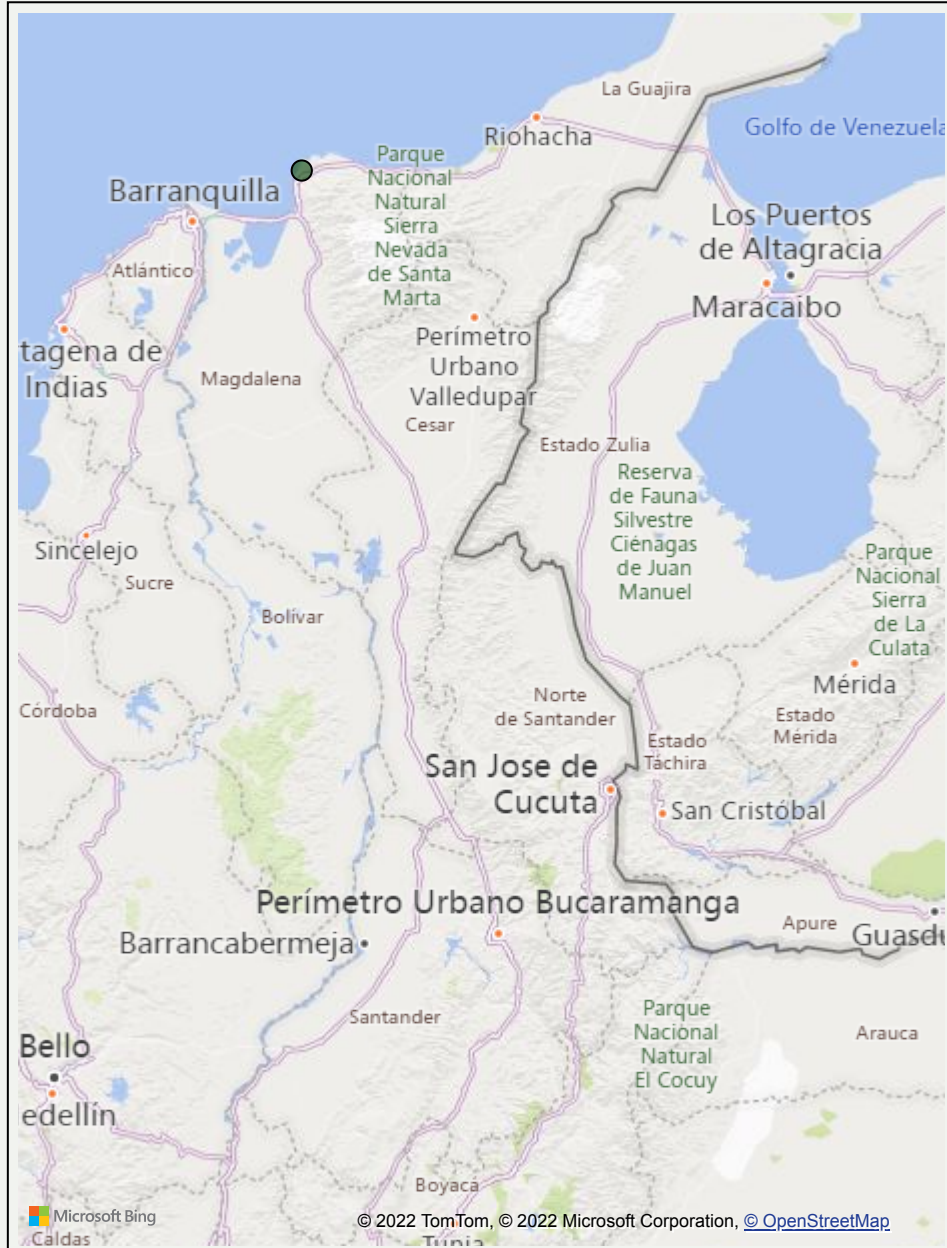 La Guajira
Riohacha
Golfo de Venezuela
Parque
Nacional
Natural
Sierra
Nevada
de Santa
Marta
Barranquilla
Los Puertos
de Altagracia
Atlántico
Maracaibo
Perímetro
Urbano
Valledupar
tagena de
Indias
Magdalena
Cesar
Estado Zulia
Reserva
de Fauna
Silvestre
Ciénagas
de Juan
Manuel
Sincelejo
Parque
Nacional
Sierra
de La
Culata
Sucre
Bolívar
Mérida
Norte
de Santander
Córdoba
Estado
Mérida
Estado
Táchira
San Jose de
Cucuta
San Cristóbal
Perímetro Urbano Bucaramanga
Apure
Guasdu
Barrancabermeja
Santander
Parque
Nacional
Natural
El Cocuy
Arauca
Bello
edellín
Boyacá
Microsoft Bing
© 2022 TomTom, © 2022 Microsoft Corporation, © OpenStreetMap
Caldas
Tunja